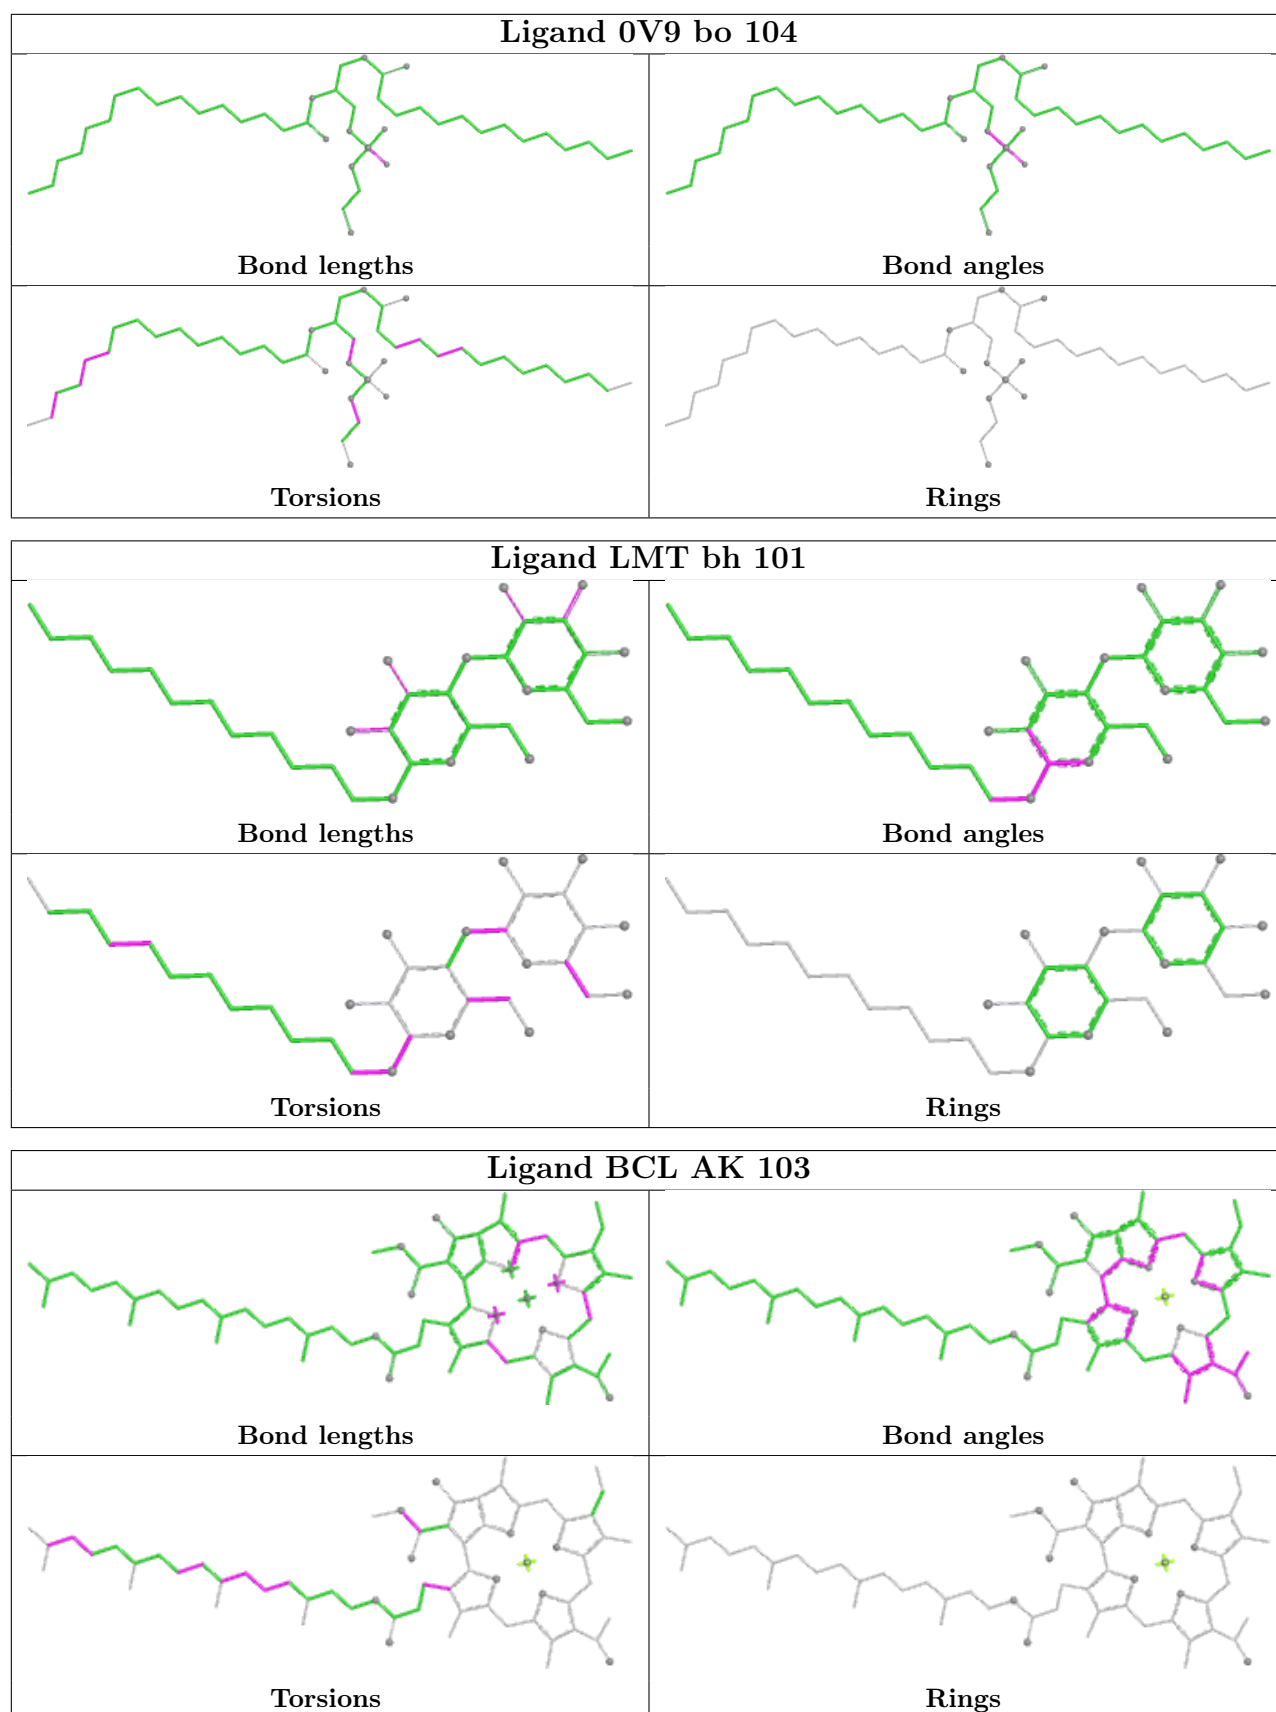 Ligand 0V9 bo 104
Bond lengths
Bond angles
Torsions
Rings
Ligand LMT bh 101
Bond lengths
Bond angles
Torsions
Rings
Ligand BCL AK 103
Bond lengths
Bond angles
Torsions
Rings